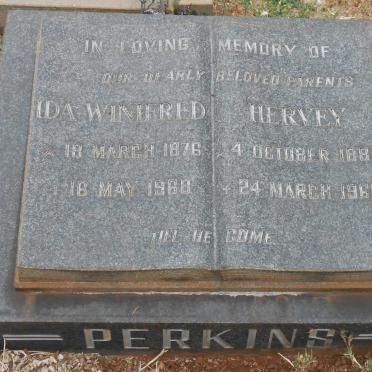 IN LOVING MEMORY OF
OUR DEARLY BELOVED PARENTS
IDA WINIFRED HERVEY
* 18 MARCH 1876 * 4 OCTOBER
+ 16 MAY 1960 + 24 MARCH
TILL HE COME
PERKINS